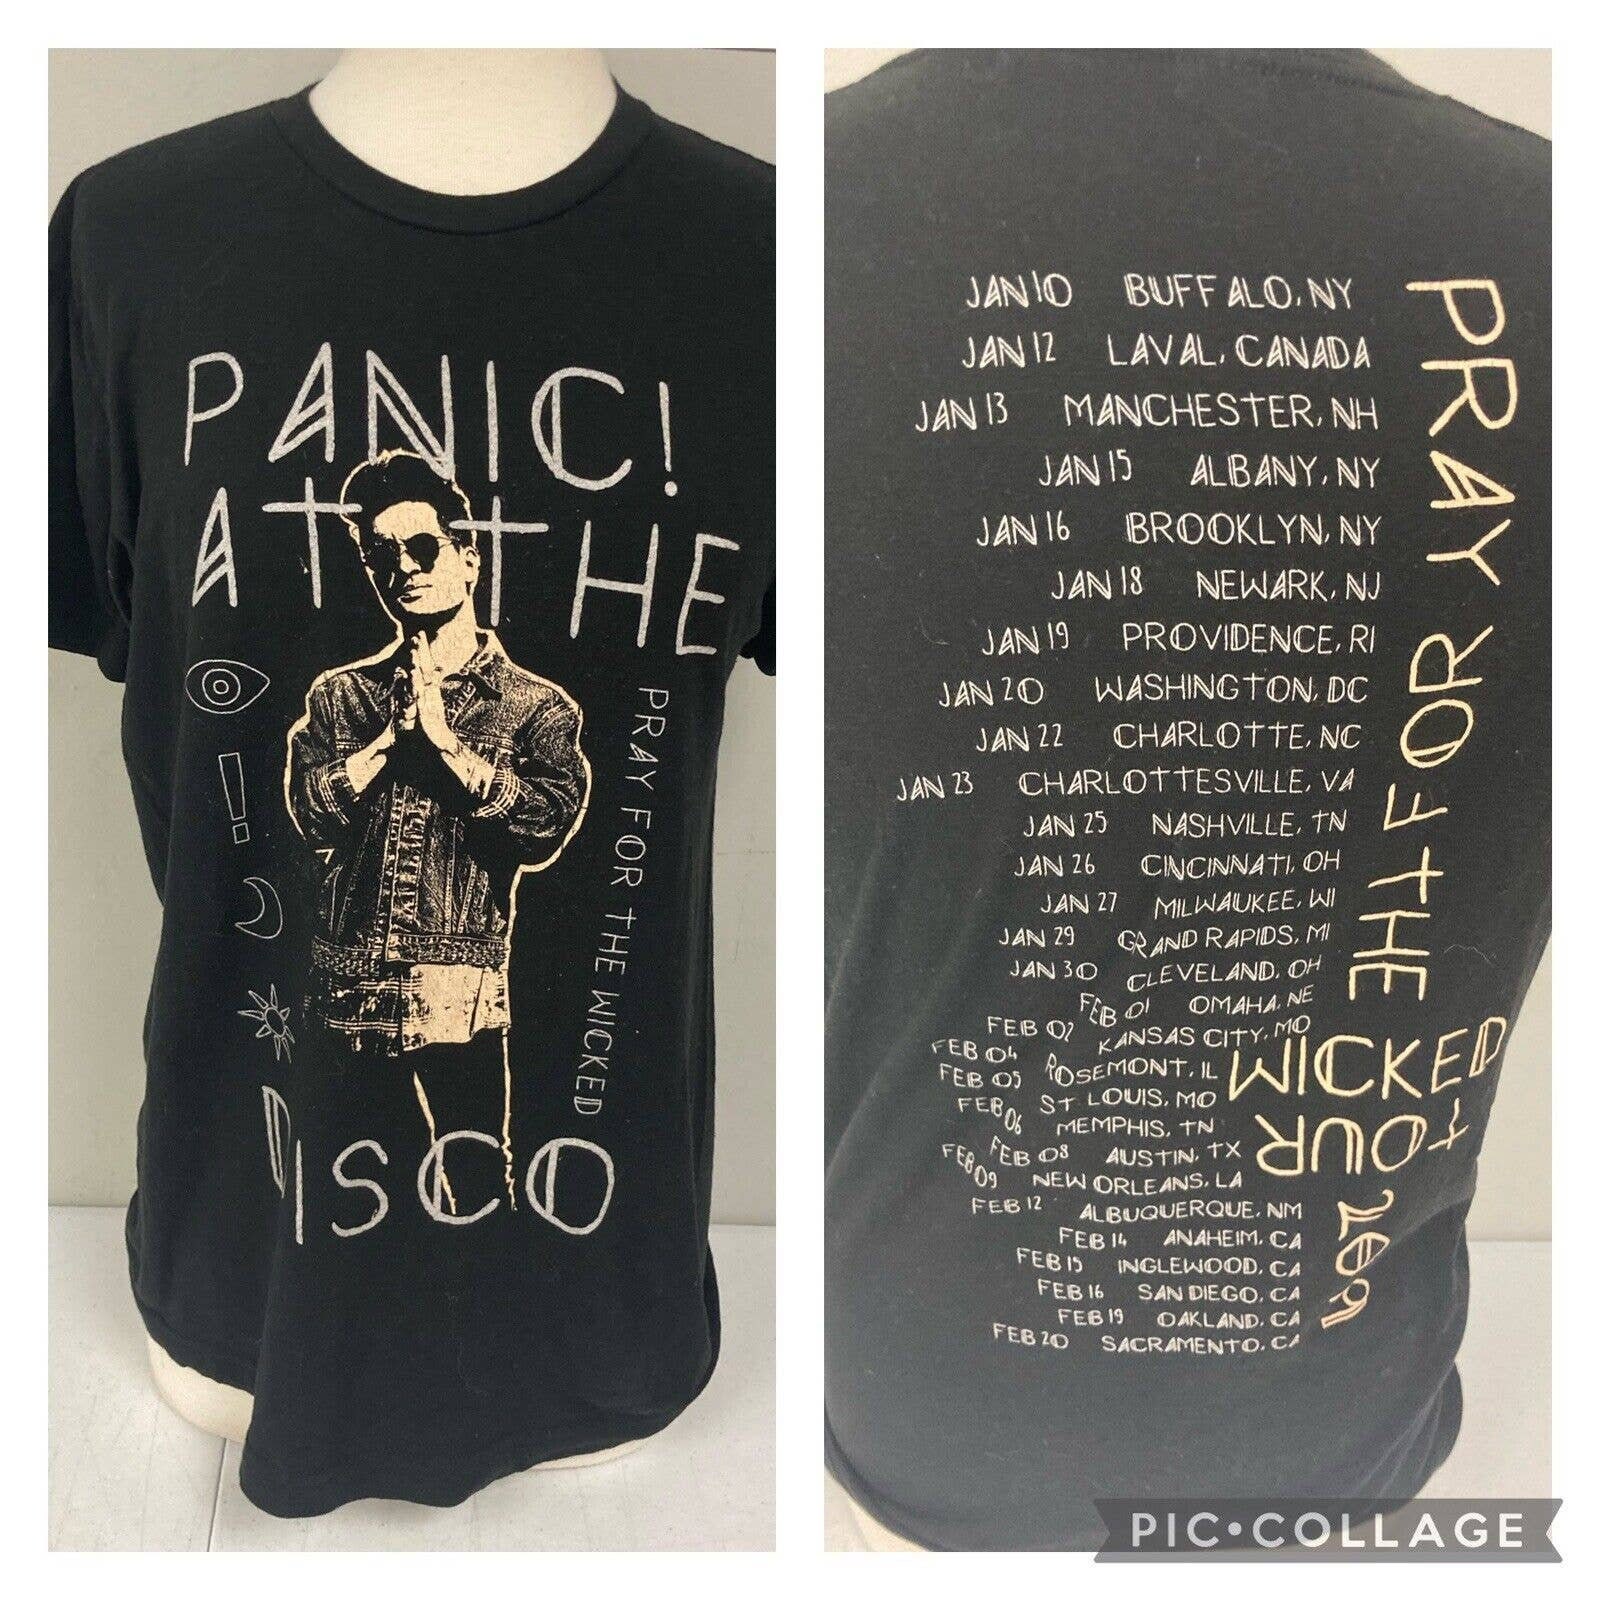 PANIC!
AT THE
PRAY FOR THE WICKED
DISCO
JAN 10 BUFFALO, NY
JAN 12 LAVAL, CANADA
JAN 13 MANCHESTER, NH
JAN 15 ALBANY, NY
JAN 16 BROOKLYN, NY
JAN 18 NEWARK, NJ
JAN 19 PROVIDENCE, RI
JAN 20 WASHINGTON, DC
JAN 22 CHARLOTTE, NC
JAN 23 CHARLOTTESVILLE, VA
JAN 25 NASHVILLE, TN
JAN 26 CINCINNATI, OH
JAN 27 MILWAUKEE, WI
JAN 29 GRAND RAPIDS, MI
JAN 30 CLEVELAND, OH
FEB 01 OMAHA, NE
FEB 02 KANSAS CITY, MO
FEB 04 ROSEMONT, IL
FEB 05 ST LOUIS, MO
FEB 06 MEMPHIS, TN
FEB 08 AUSTIN, TX
FEB 09 NEW ORLEANS, LA
FEB 12 ALBUQUERQUE, NM
FEB 14 ANAHEIM, CA
FEB 15 INGLEWOOD, CA
FEB 16 SAN DIEGO, CA
FEB 19 OAKLAND, CA
FEB 20 SACRAMENTO, CA
PRAY FOR THE WICKED
TOUR 2019
PIC•COLLAGE